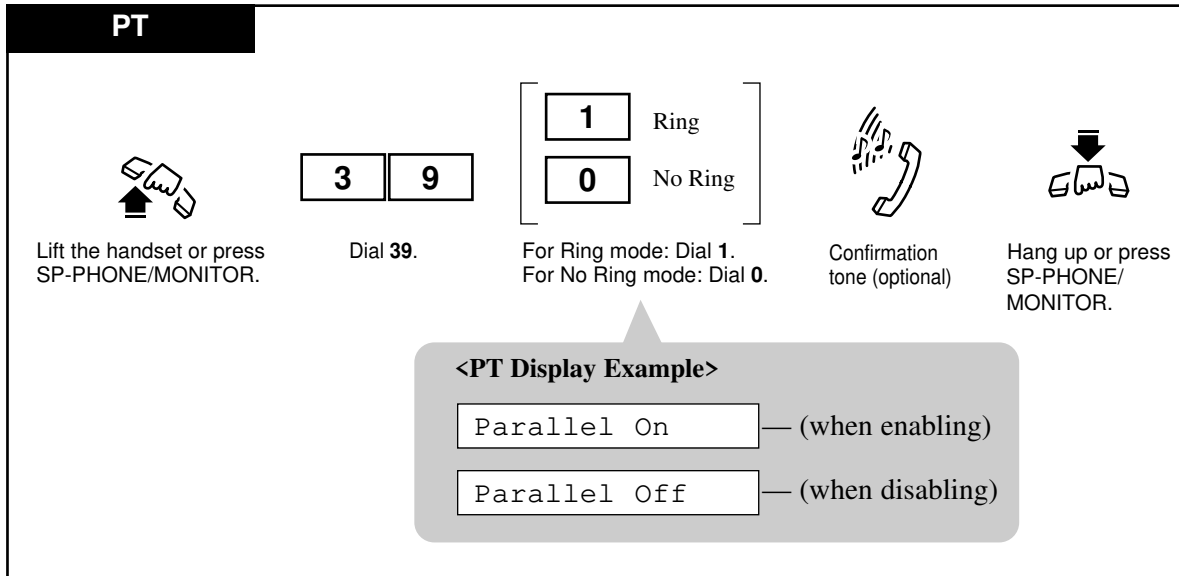 PT
3 9
1 Ring
0 No Ring
Lift the handset or press
SP-PHONE/MONITOR.
Dial 39.
For Ring mode: Dial 1.
For No Ring mode: Dial 0.
Confirmation
tone (optional)
Hang up or press
SP-PHONE/
MONITOR.
<PT Display Example>
Parallel On — (when enabling)
Parallel Off — (when disabling)